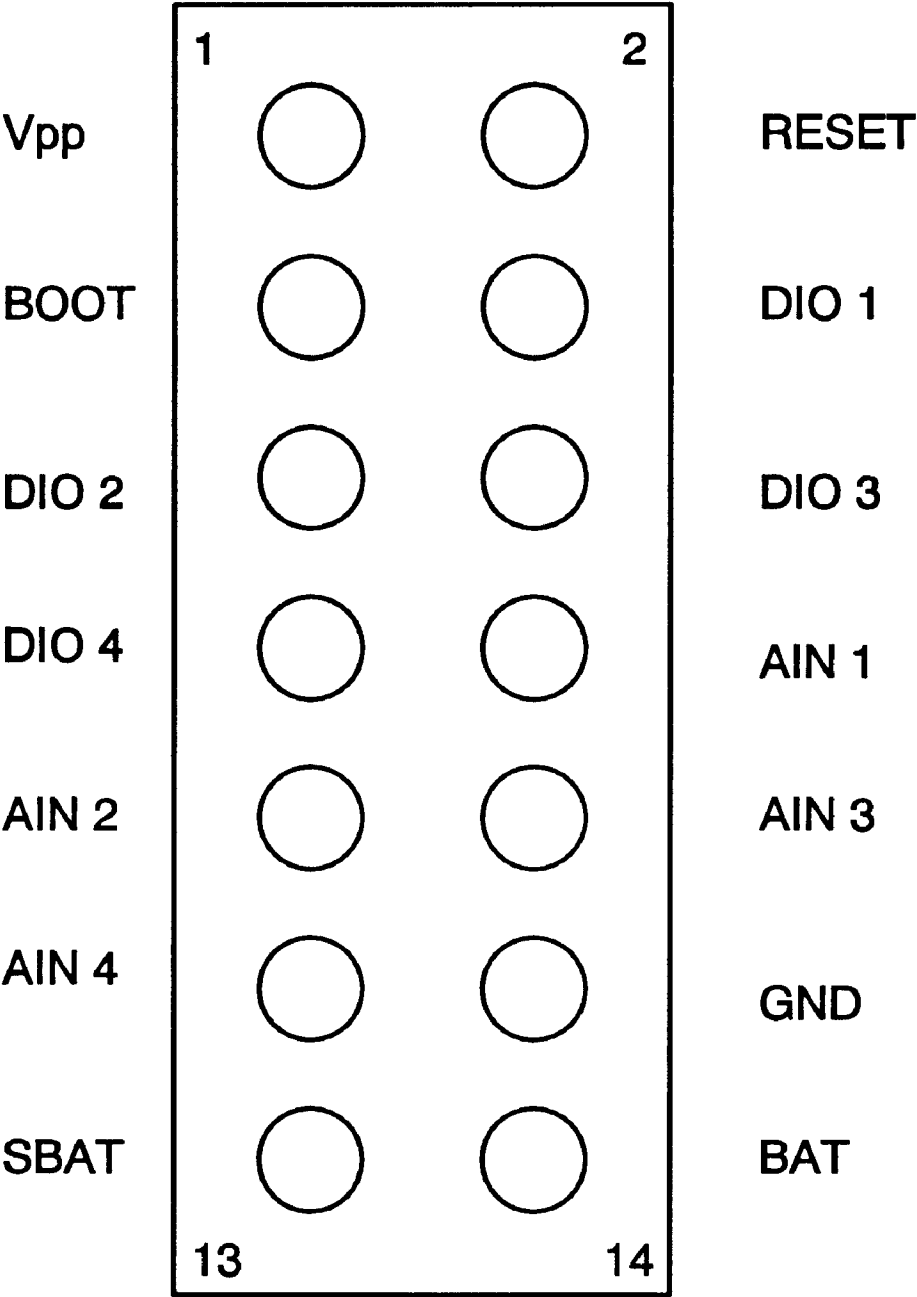 1 2
Vpp RESET
BOOT DIO 1
DIO 2 DIO 3
DIO 4 AIN 1
AIN 2 AIN 3
AIN 4 GND
SBAT BAT
13 14